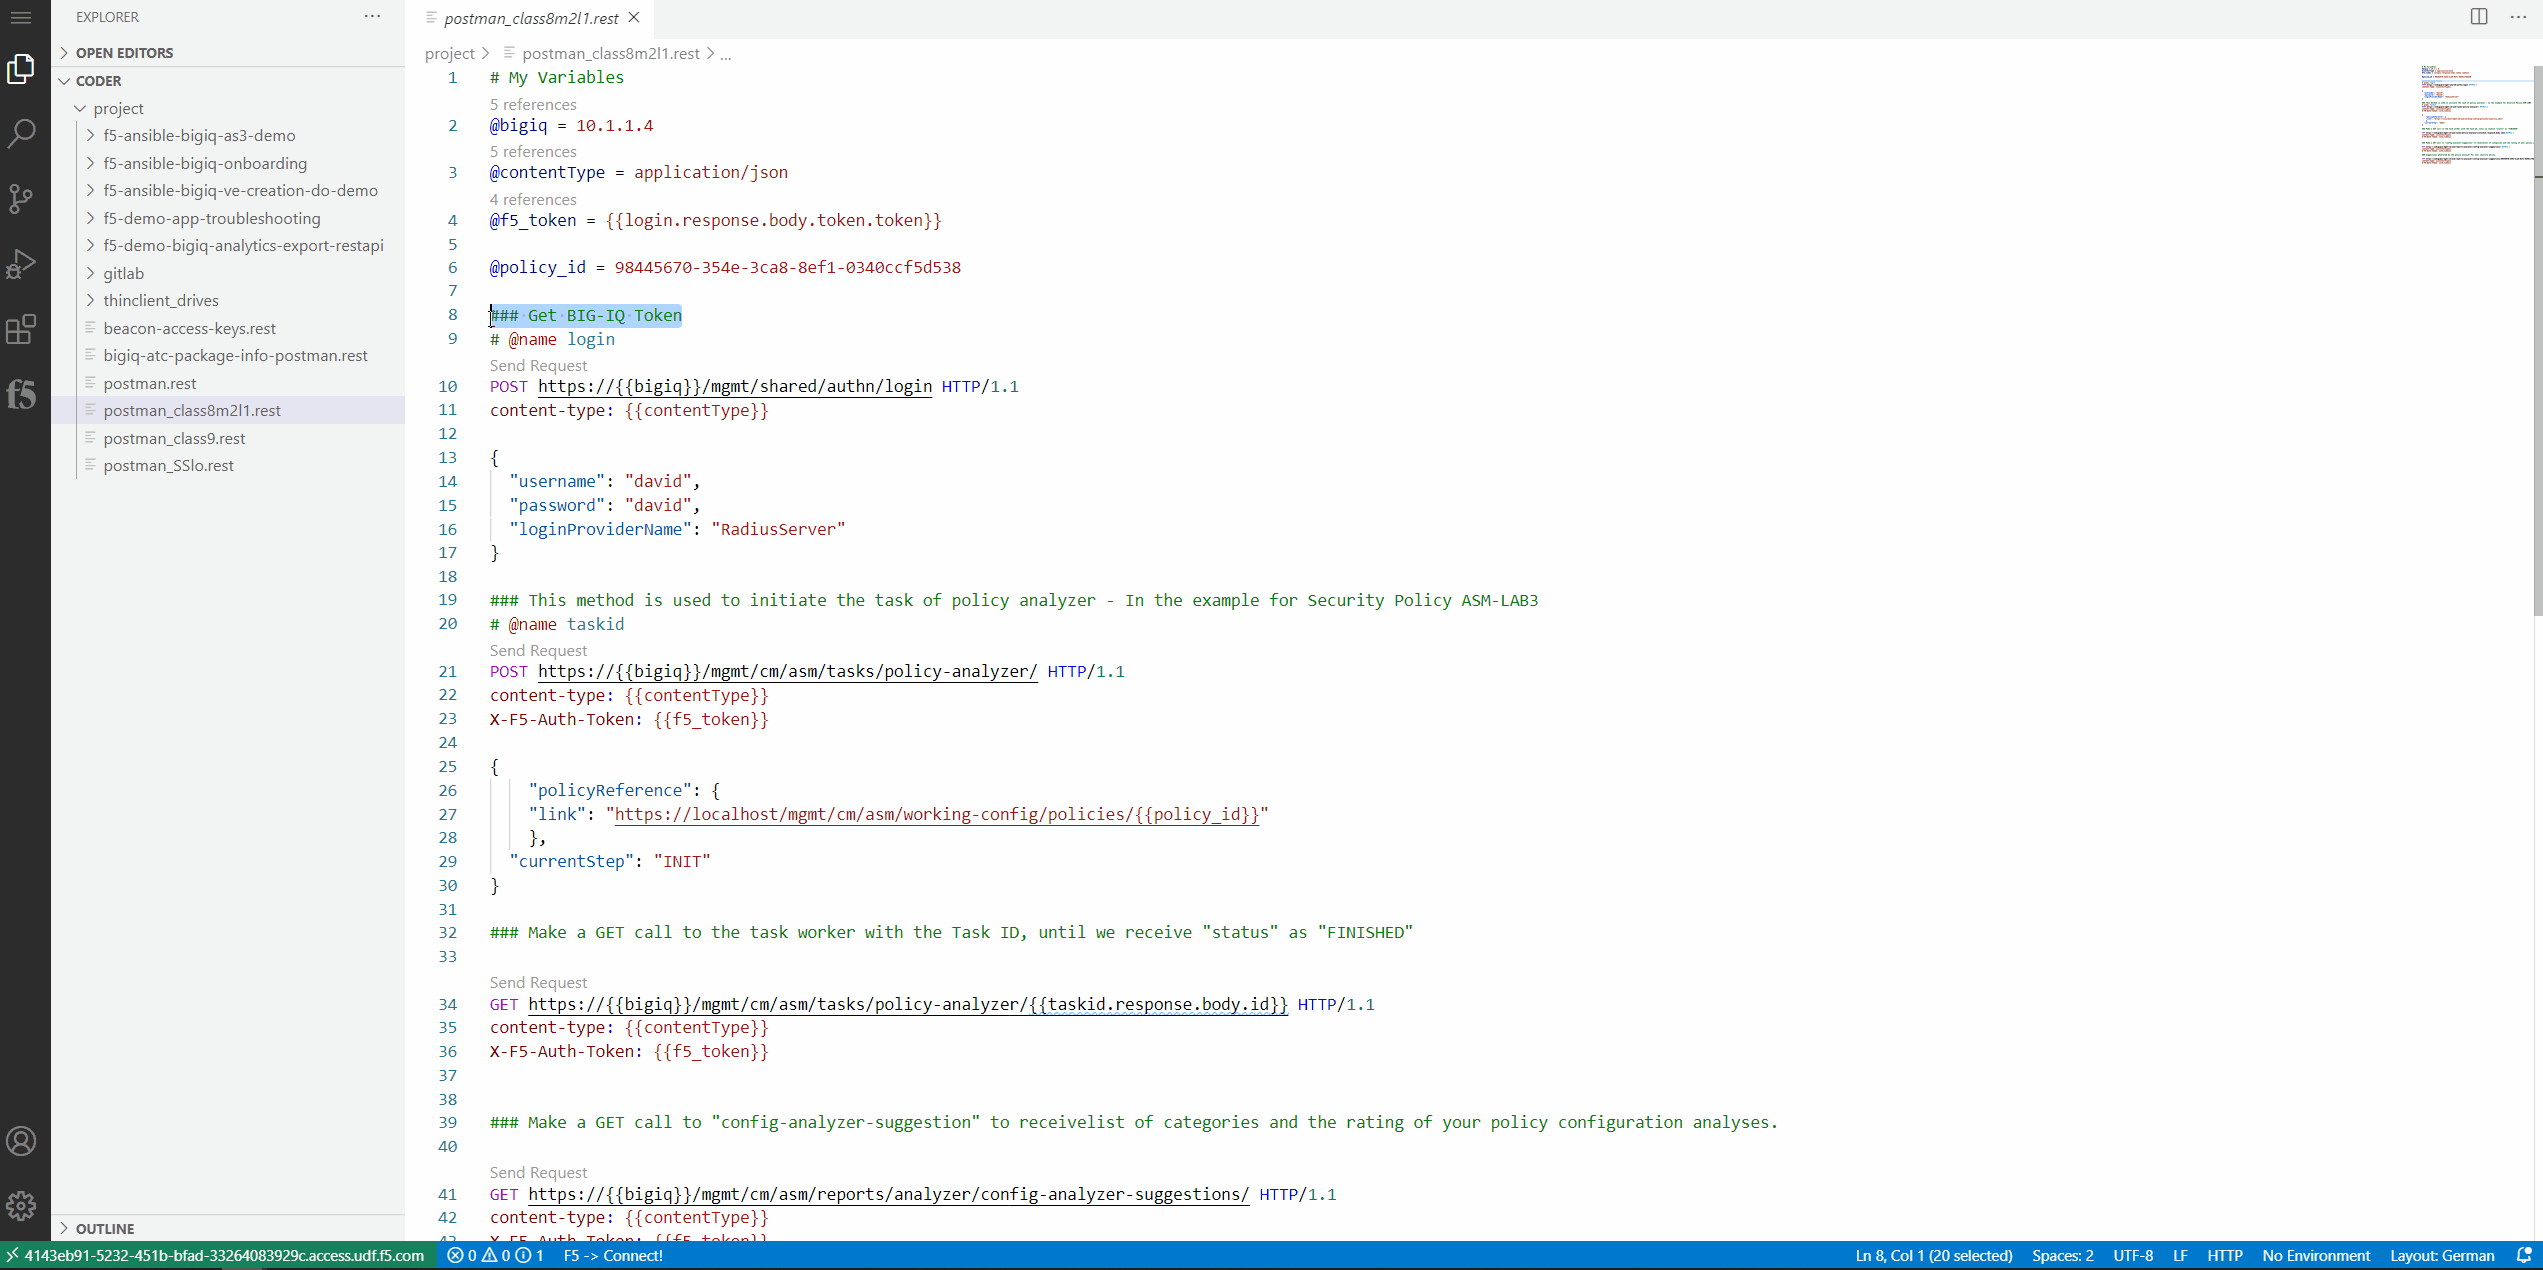 EXPLORER
OPEN EDITORS
CODER
project
f5-ansible-bigiq-as3-demo
f5-ansible-bigiq-onboarding
f5-ansible-bigiq-ve-creation-do-demo
f5-demo-app-troubleshooting
f5-demo-bigiq-analytics-export-restapi
gitlab
thinclient_drives
beacon-access-keys.rest
bigiq-atc-package-info-postman.rest
postman.rest
postman_class8m2l1.rest
postman_class9.rest
postman_SSlo.rest
OUTLINE
f5
postman_class8m2l1.rest
project > postman_class8m2l1.rest > ...
1 # My Variables
5 references
2 @bigiq = 10.1.1.4
5 references
3 @contentType = application/json
4 references
4 @f5_token = {{login.response.body.token.token}}
5
6 @policy_id = 98445670-354e-3ca8-8ef1-0340ccf5d538
7
8 ### Get BIG-IQ Token
9 # @name login
Send Request
10 POST https://{{bigiq}}/mgmt/shared/authn/login HTTP/1.1
11 content-type: {{contentType}}
12
13 {
14 "username": "david",
15 "password": "david",
16 "loginProviderName": "RadiusServer"
17 }
18
19 ### This method is used to initiate the task of policy analyzer - In the example for Security Policy ASM-LAB3
20 # @name taskid
Send Request
21 POST https://{{bigiq}}/mgmt/cm/asm/tasks/policy-analyzer/ HTTP/1.1
22 content-type: {{contentType}}
23 X-F5-Auth-Token: {{f5_token}}
24
25 {
26 "policyReference": {
27 "link": "https://localhost/mgmt/cm/asm/working-config/policies/{{policy_id}}"
28 },
29 "currentStep": "INIT"
30 }
31
32 ### Make a GET call to the task worker with the Task ID, until we receive "status" as "FINISHED"
33
Send Request
34 GET https://{{bigiq}}/mgmt/cm/asm/tasks/policy-analyzer/{{taskid.response.body.id}} HTTP/1.1
35 content-type: {{contentType}}
36 X-F5-Auth-Token: {{f5_token}}
37
38
39 ### Make a GET call to "config-analyzer-suggestion" to receivelist of categories and the rating of your policy configuration analyses.
40
Send Request
41 GET https://{{bigiq}}/mgmt/cm/asm/reports/analyzer/config-analyzer-suggestions/ HTTP/1.1
42 content-type: {{contentType}}
43 X-F5-Auth-Token: {{f5_token}}
4143eb91-5232-451b-bfad-33264083929c.access.udf.f5.com 0 0 1 F5 -> Connect! Ln 8, Col 1 (20 selected) Spaces: 2 UTF-8 LF HTTP No Environment Layout: German